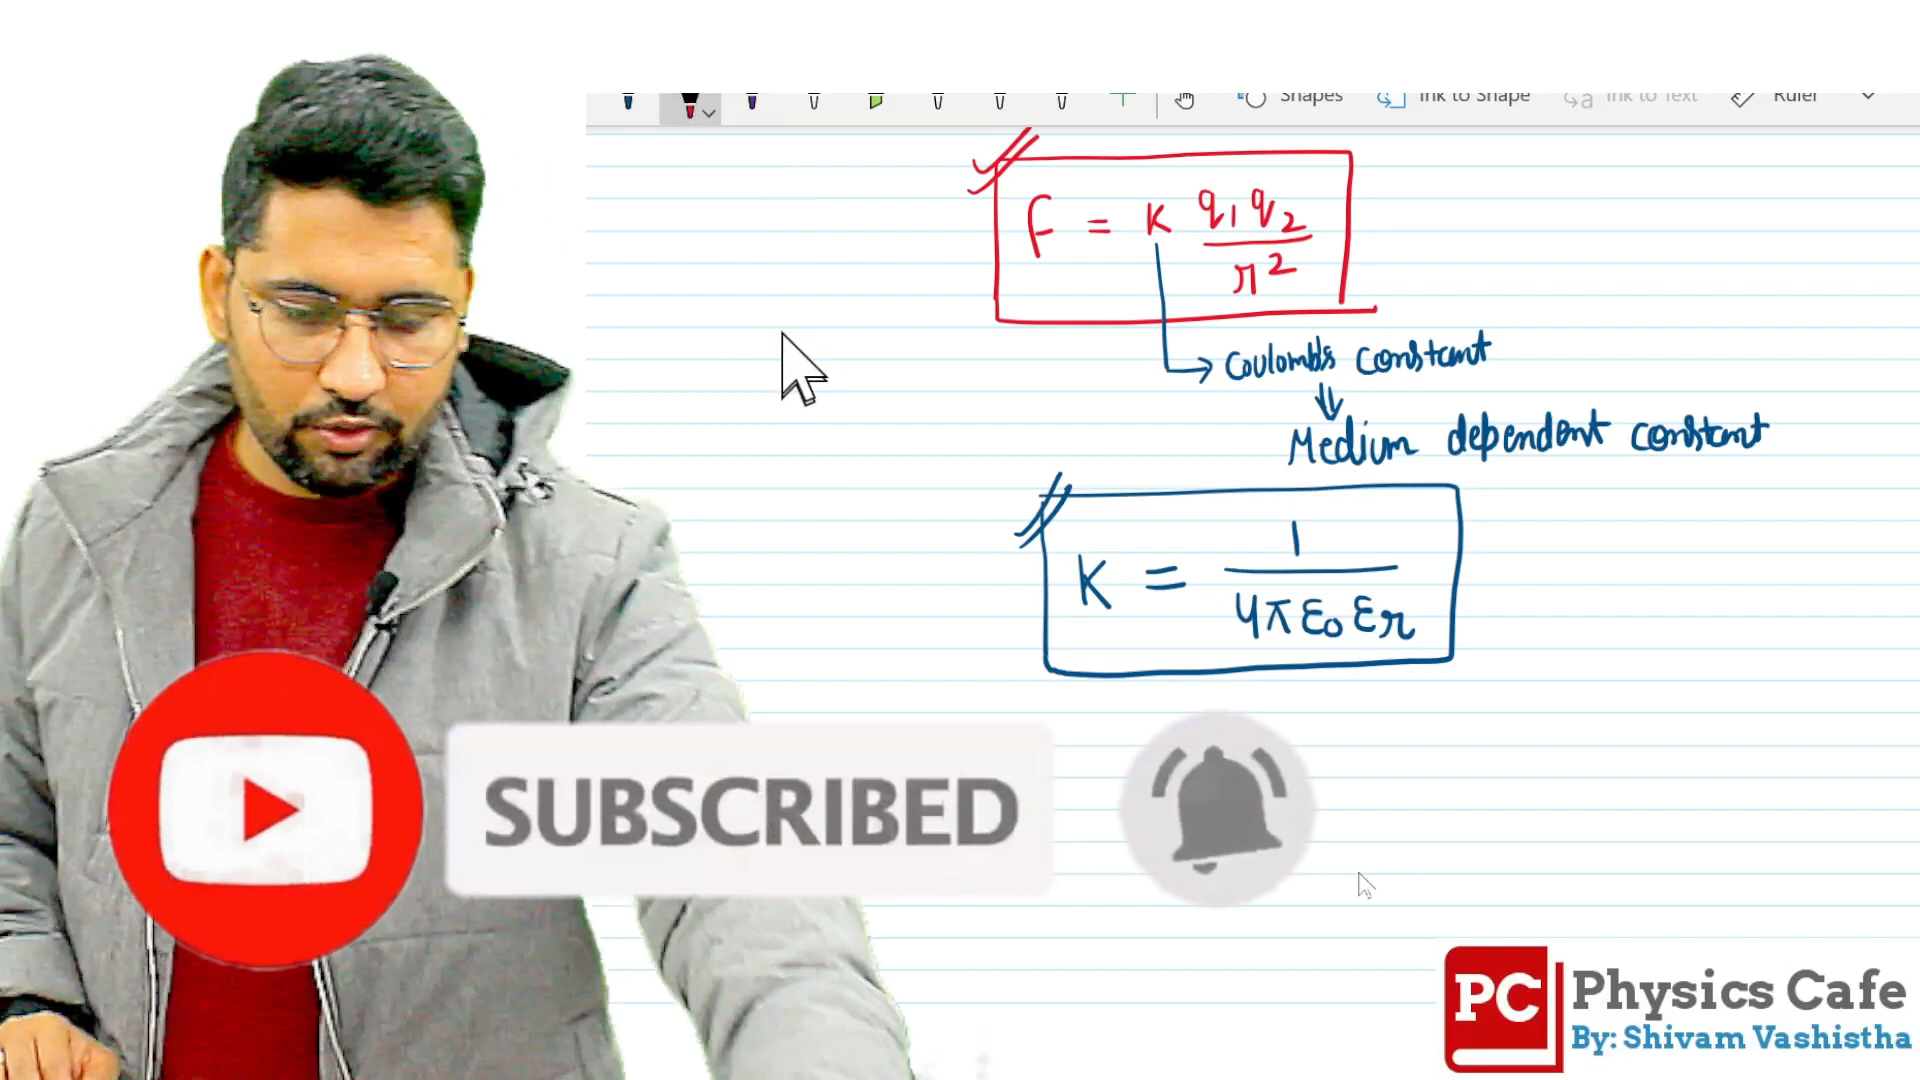 Shapes Ink to Shape Ink to Text Ruler
F = K q₁q₂ / r²
Coulomb's constant
Medium dependent constant
K = 1 / 4πε₀εr
SUBSCRIBED
PC Physics Cafe
By: Shivam Vashistha